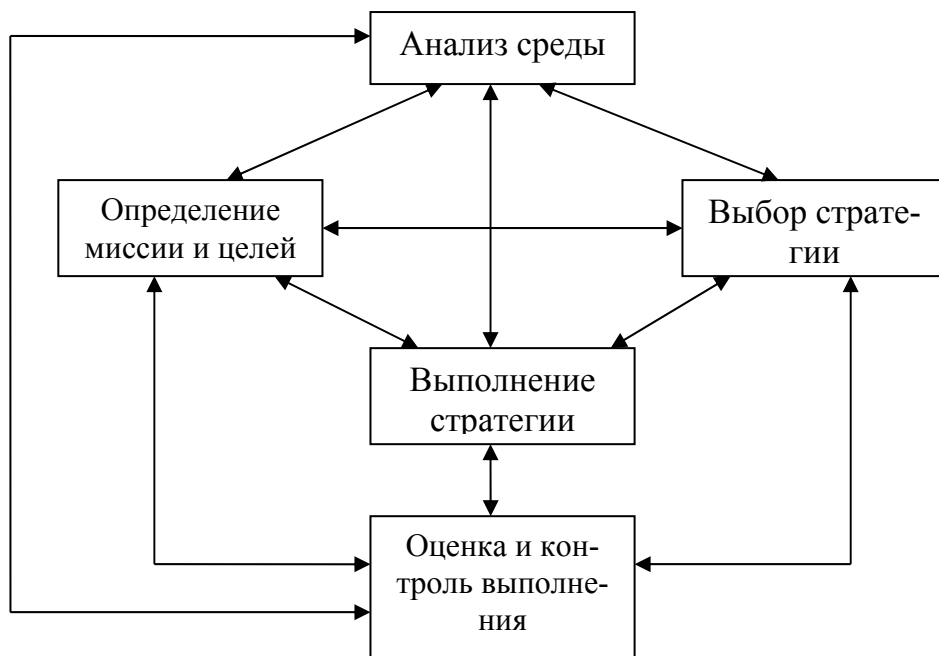 Анализ среды
Определение
миссии и целей
Выбор страте-
гии
Выполнение
стратегии
Оценка и кон-
троль выполне-
ния